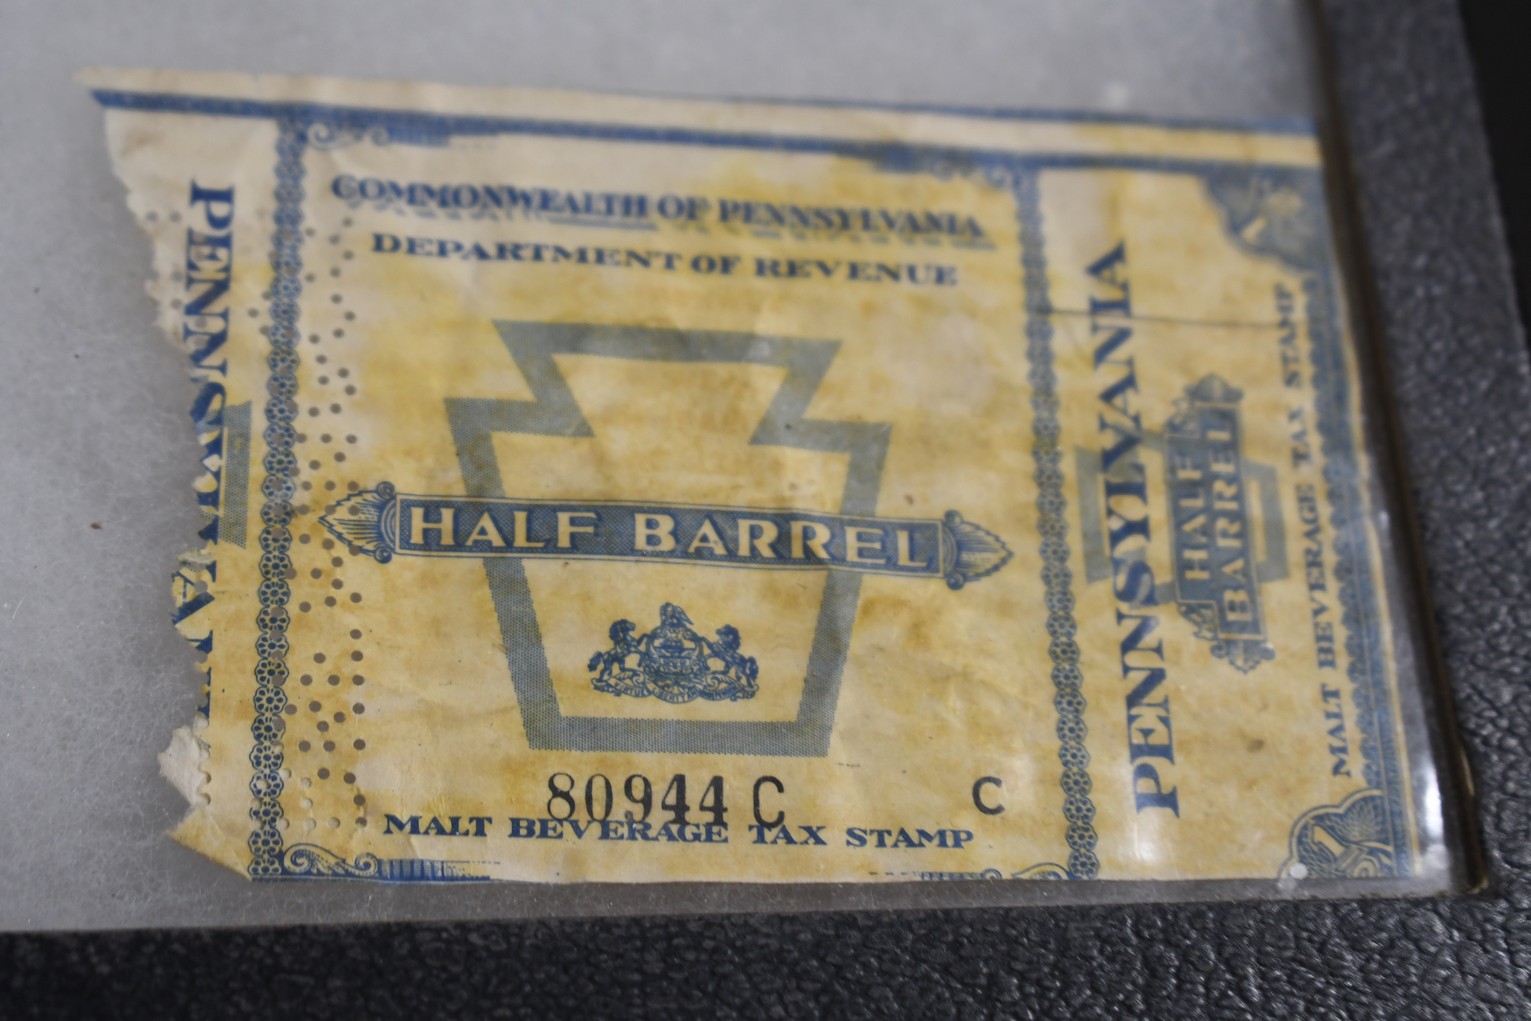 COMMONWEALTH OF PENNSYLVANIA
DEPARTMENT OF REVENUE
HALF BARREL
80944 C
C
MALT BEVERAGE TAX STAMP
PENNSYLVANIA
PENNSYLVANIA
HALF
BARREL
MALT BEVERAGE TAX STAMP